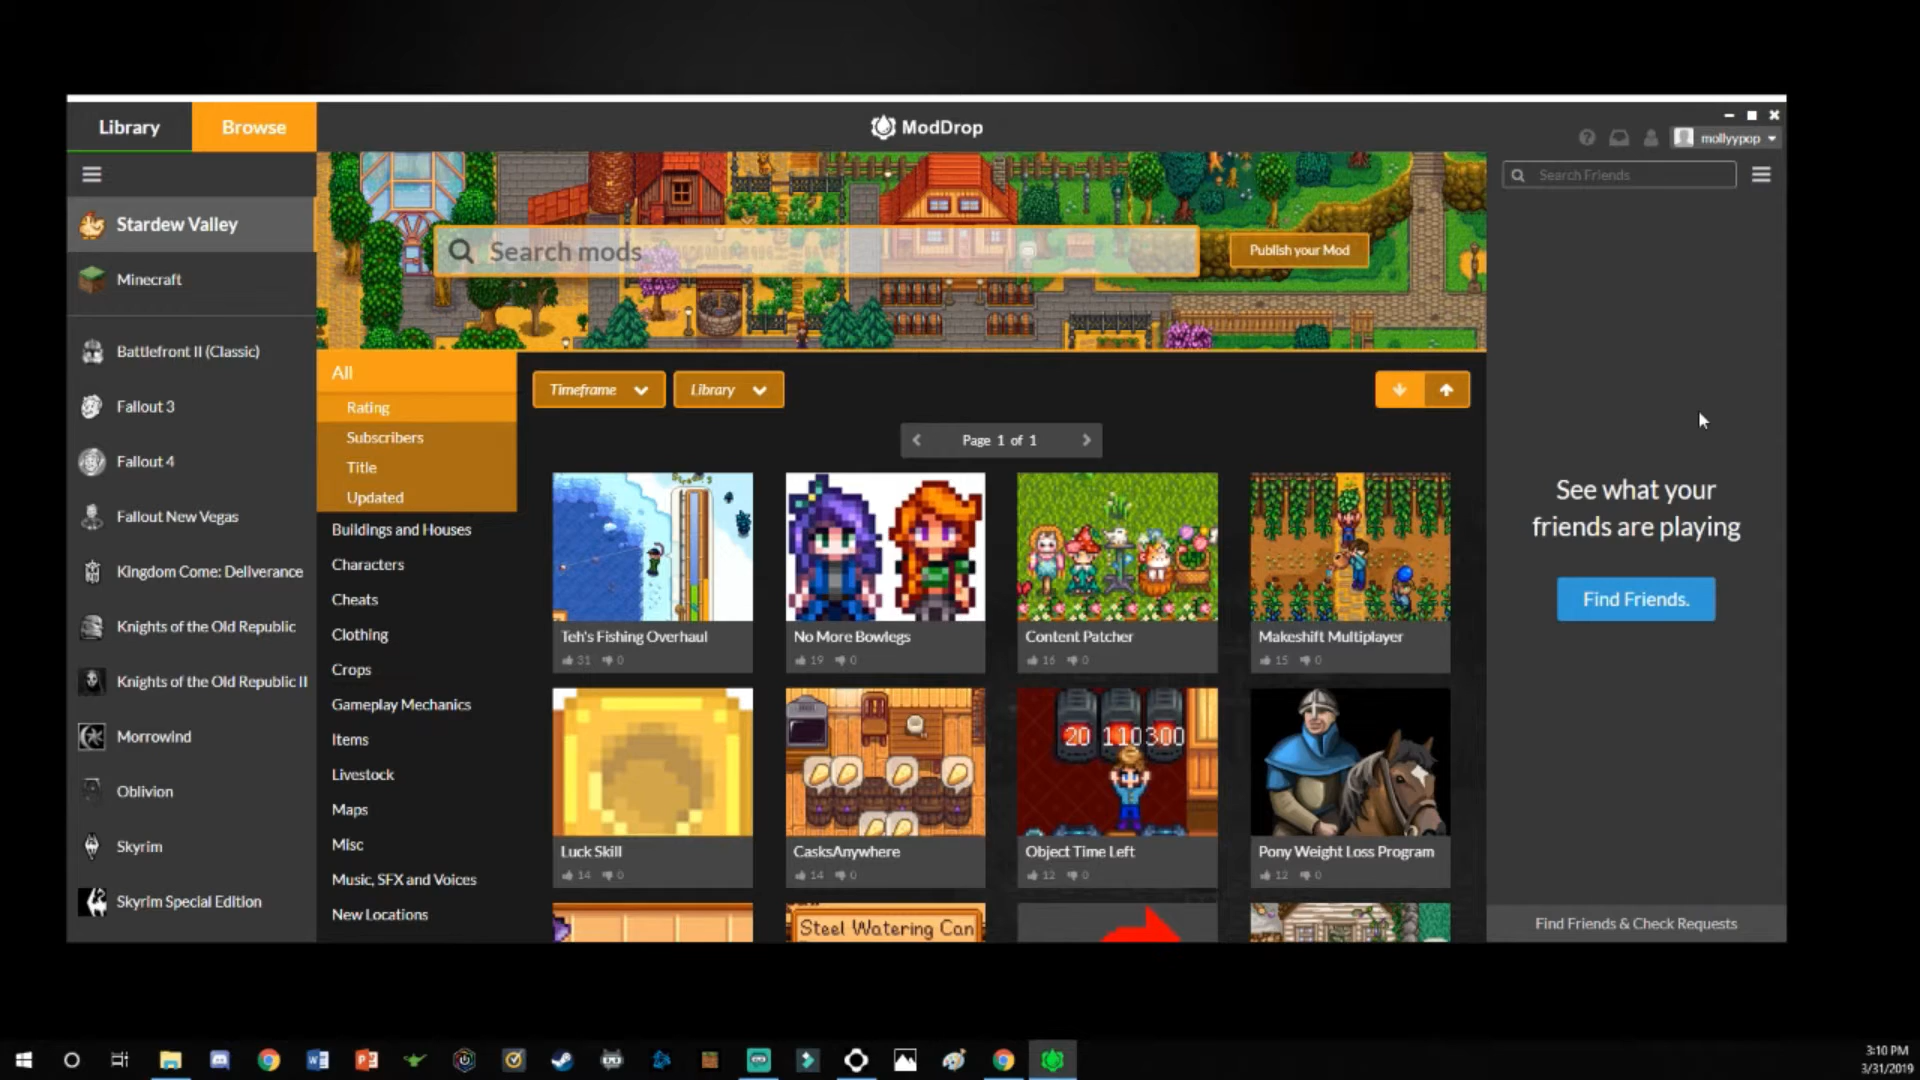 Library
Browse
ModDrop
mollyypop
Search Friends
Stardew Valley
Minecraft
Battlefront II (Classic)
Fallout 3
Fallout 4
Fallout New Vegas
Kingdom Come: Deliverance
Knights of the Old Republic
Knights of the Old Republic II
Morrowind
Oblivion
Skyrim
Skyrim Special Edition
Search mods
Publish your Mod
All
Rating
Subscribers
Title
Updated
Buildings and Houses
Characters
Cheats
Clothing
Crops
Gameplay Mechanics
Items
Livestock
Maps
Misc
Music, SFX and Voices
New Locations
Timeframe
Library
Page 1 of 1
Teh's Fishing Overhaul
31 0
No More Bowlegs
19 0
Content Patcher
16 0
Makeshift Multiplayer
15 0
Luck Skill
14 0
CasksAnywhere
14 0
20 110 300
Object Time Left
12 0
Pony Weight Loss Program
12 0
Steel Watering Can
See what your
friends are playing
Find Friends.
Find Friends & Check Requests
3:10 PM
3/31/2019